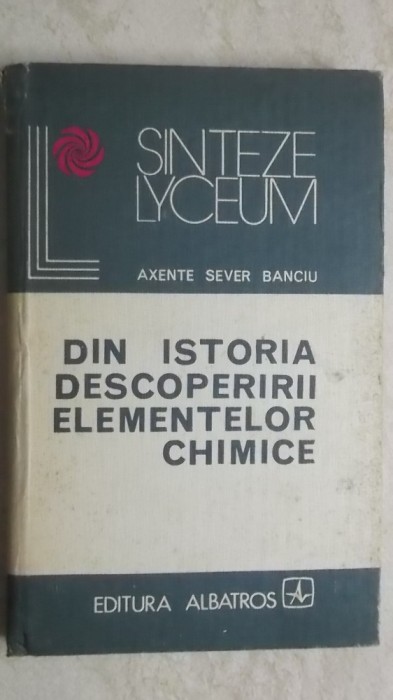 SINTEZE
LYCEUM
AXENTE SEVER BANCIU
DIN ISTORIA
DESCOPERIRII
ELEMENTELOR
CHIMICE
EDITURA ALBATROS